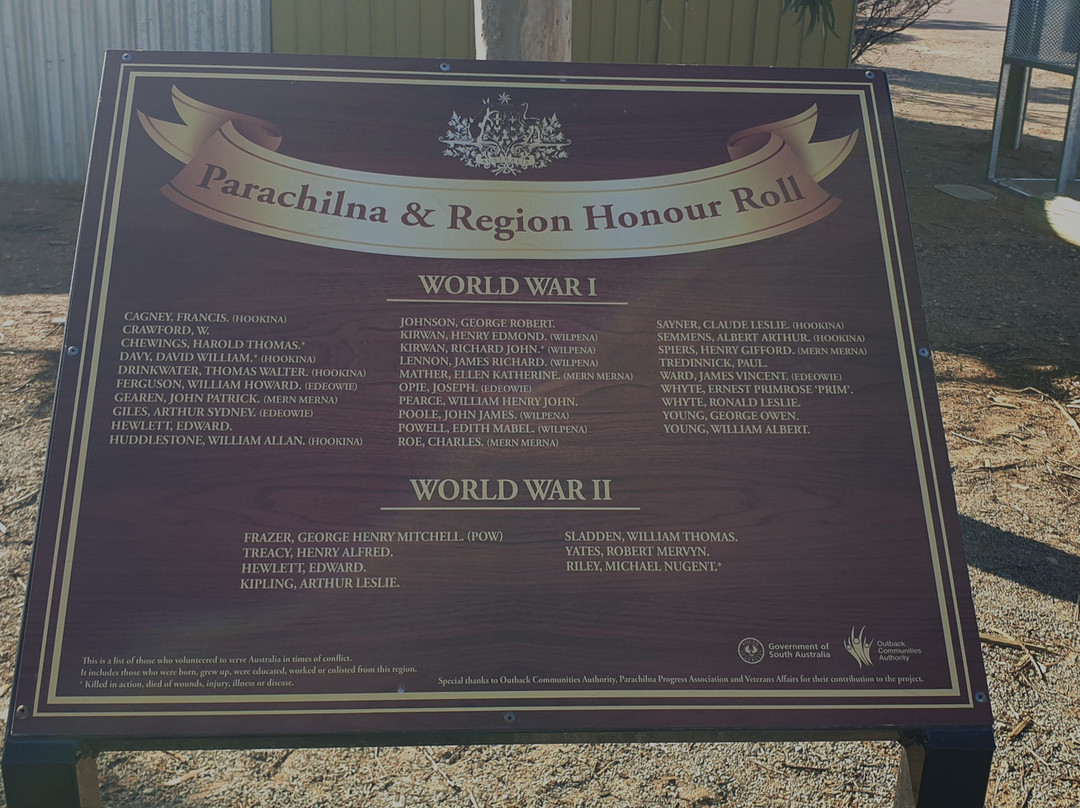 Parachilna & Region Honour Roll
WORLD WAR I
CAGNEY, FRANCIS. (HOOKINA)
CRAWFORD, W.
CHEWINGS, HAROLD THOMAS.*
DAVY, DAVID WILLIAM.* (HOOKINA)
DRINKWATER, THOMAS WALTER. (HOOKINA)
FERGUSON, WILLIAM HOWARD. (EDEOWIE)
GEAREN, JOHN PATRICK. (MERN MERNA)
GILES, ARTHUR SYDNEY. (EDEOWIE)
HEWLETT, EDWARD.
HUDDLESTONE, WILLIAM ALLAN. (HOOKINA)
JOHNSON, GEORGE ROBERT.
KIRWAN, HENRY EDMOND. (WILPENA)
KIRWAN, RICHARD JOHN.* (WILPENA)
LENNON, JAMES RICHARD. (WILPENA)
MATHER, ELLEN KATHERINE. (MERN MERNA)
OPIE, JOSEPH. (EDEOWIE)
PEARCE, WILLIAM HENRY JOHN.
POOLE, JOHN JAMES. (WILPENA)
POWELL, EDITH MABEL. (WILPENA)
ROE, CHARLES. (MERN MERNA)
SAYNER, CLAUDE LESLIE. (HOOKINA)
SEMMENS, ALBERT ARTHUR. (HOOKINA)
SPIERS, HENRY GIFFORD. (MERN MERNA)
TREDINNICK, PAUL.
WARD, JAMES VINCENT. (EDEOWIE)
WHYTE, ERNEST PRIMROSE 'PRIM'.
WHYTE, RONALD LESLIE.
YOUNG, GEORGE OWEN.
YOUNG, WILLIAM ALBERT.
WORLD WAR II
FRAZER, GEORGE HENRY MITCHELL. (POW)
TREACY, HENRY ALFRED.
HEWLETT, EDWARD.
KIPLING, ARTHUR LESLIE.
SLADDEN, WILLIAM THOMAS.
YATES, ROBERT MERVYN.
RILEY, MICHAEL NUGENT.*
This is a list of those who volunteered to serve Australia in times of conflict.
It includes those who were born, grew up, were educated, worked or enlisted from this region.
* Killed in action, died of wounds, injury, illness or disease.
Government of
South Australia
Outback
Communities
Authority
Special thanks to Outback Communities Authority, Parachilna Progress Association and Veterans Affairs for their contribution to the project.